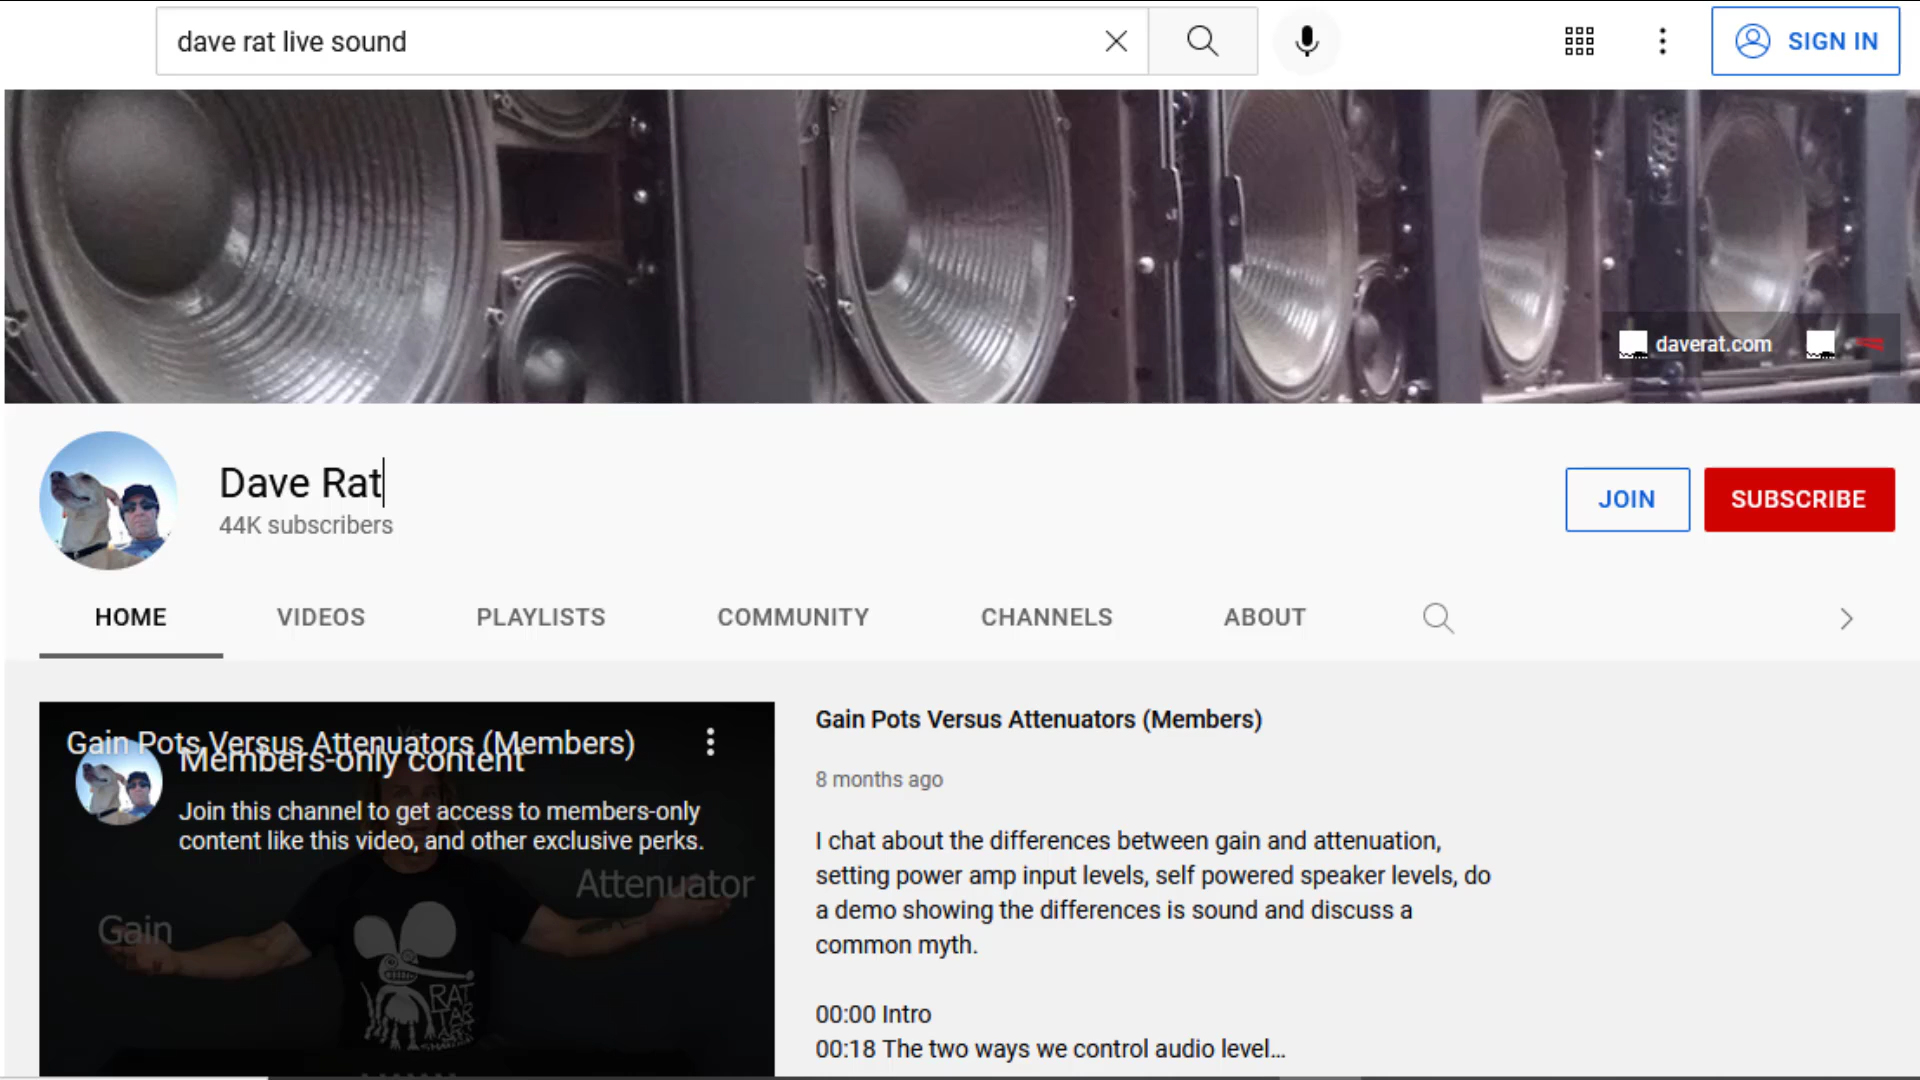 dave rat live sound
SIGN IN
daverat.com
Dave Rat
44K subscribers
JOIN
SUBSCRIBE
HOME
VIDEOS
PLAYLISTS
COMMUNITY
CHANNELS
ABOUT
Gain Pots Versus Attenuators (Members)
Members-only content
Join this channel to get access to members-only
content like this video, and other exclusive perks.
Attenuator
Gain
RAT
Gain Pots Versus Attenuators (Members)
8 months ago
I chat about the differences between gain and attenuation,
setting power amp input levels, self powered speaker levels, do
a demo showing the differences is sound and discuss a
common myth.
00:00 Intro
00:18 The two ways we control audio level...